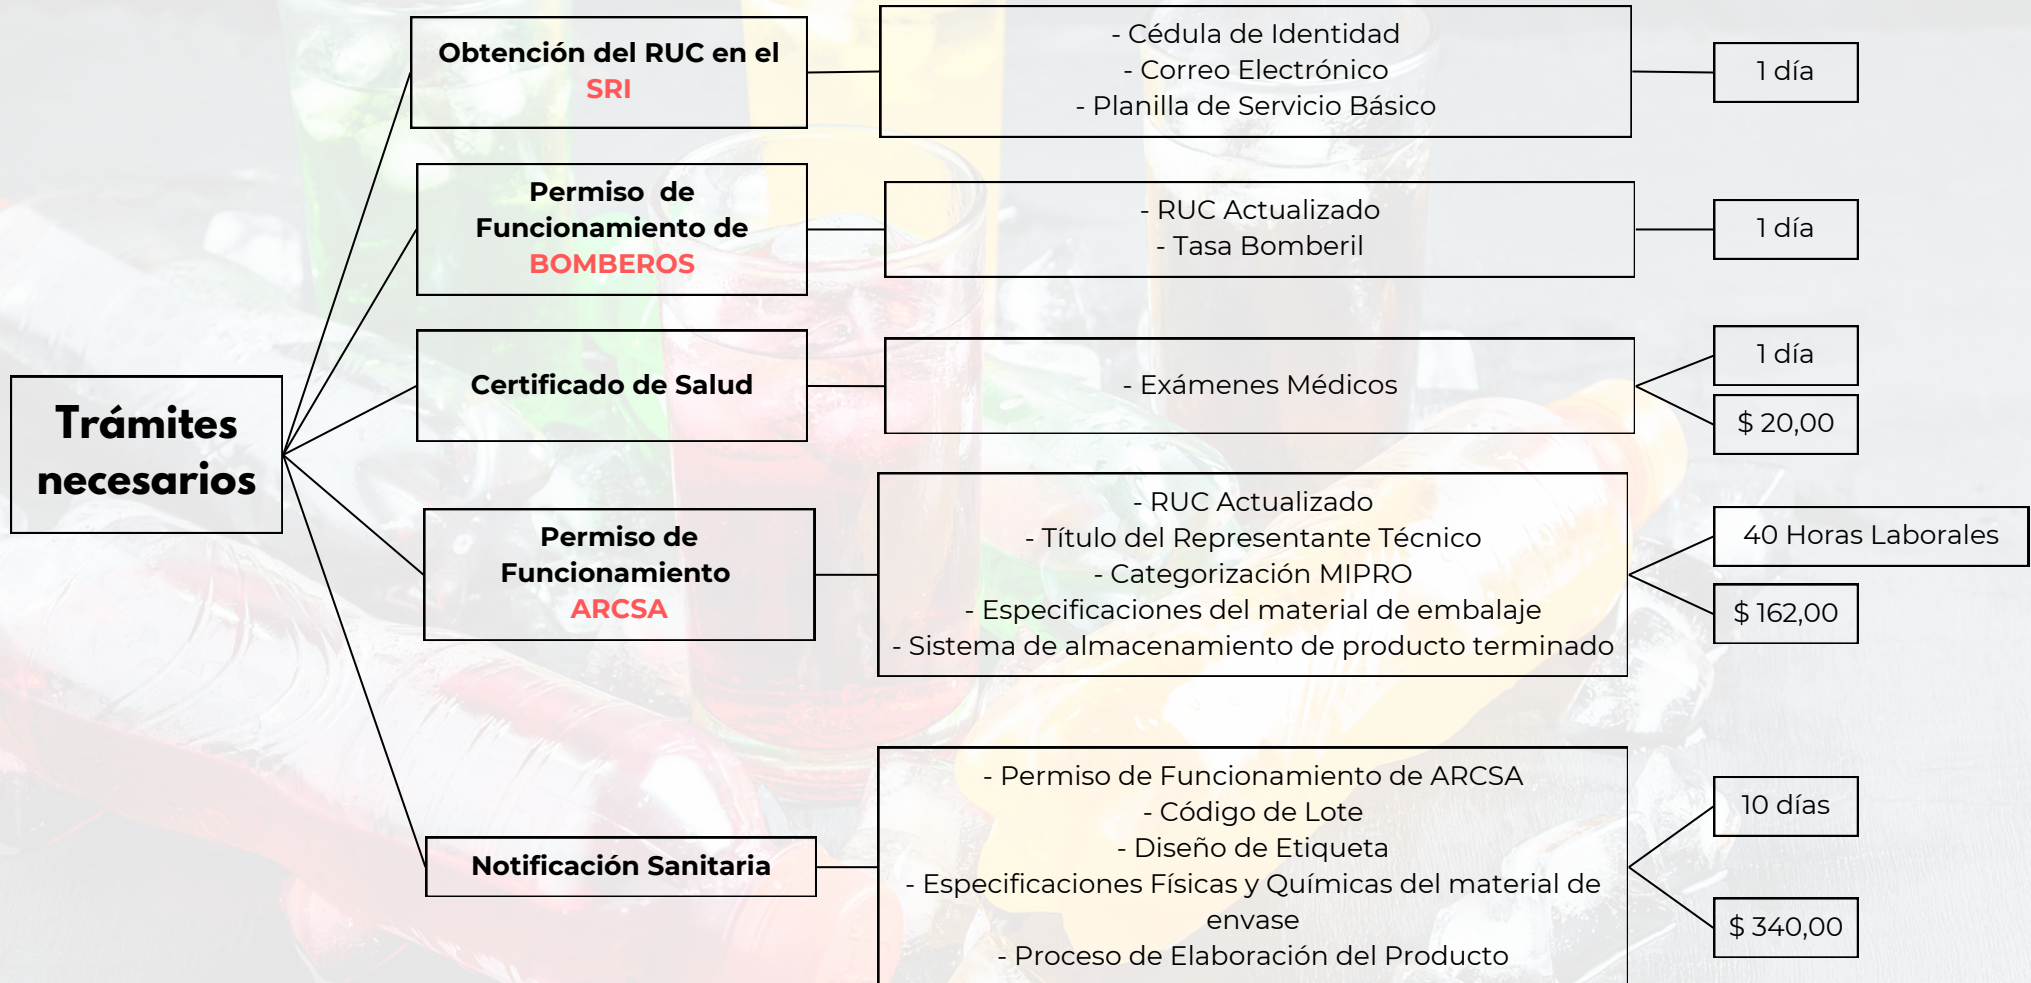 Trámites
necesarios
Obtención del RUC en el
SRI
- Cédula de Identidad
- Correo Electrónico
- Planilla de Servicio Básico
1 día
Permiso de
Funcionamiento de
BOMBEROS
- RUC Actualizado
- Tasa Bomberil
1 día
Certificado de Salud
- Exámenes Médicos
1 día
$ 20,00
Permiso de
Funcionamiento
ARCSA
- RUC Actualizado
- Título del Representante Técnico
- Categorización MIPRO
- Especificaciones del material de embalaje
- Sistema de almacenamiento de producto terminado
40 Horas Laborales
$ 162,00
Notificación Sanitaria
- Permiso de Funcionamiento de ARCSA
- Código de Lote
- Diseño de Etiqueta
- Especificaciones Físicas y Químicas del material de
envase
- Proceso de Elaboración del Producto
10 días
$ 340,00